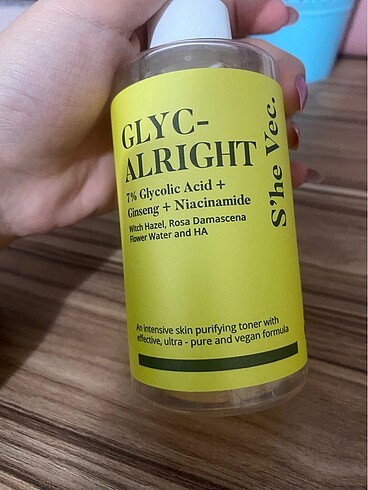 GLYC-
ALRIGHT
7% Glycolic Acid +
Ginseng + Niacinamide
Witch Hazel, Rosa Damascena
Flower Water and HA
S'he Vec.
An intensive skin purifying toner with
effective, ultra - pure and vegan formula